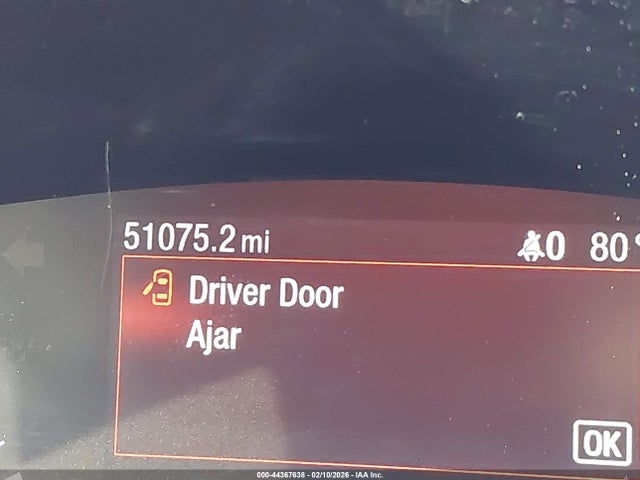 51075.2 mi 0 80°
Driver Door
Ajar
OK
000-44367638 - 02/10/2026 - IAA Inc.